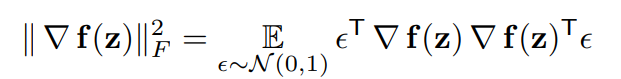 ‖ ∇ f(z)‖²_F = 𝔼_{ϵ∼𝒩(0,1)} ϵ^⊤ ∇ f(z) ∇ f(z)^⊤ ϵ